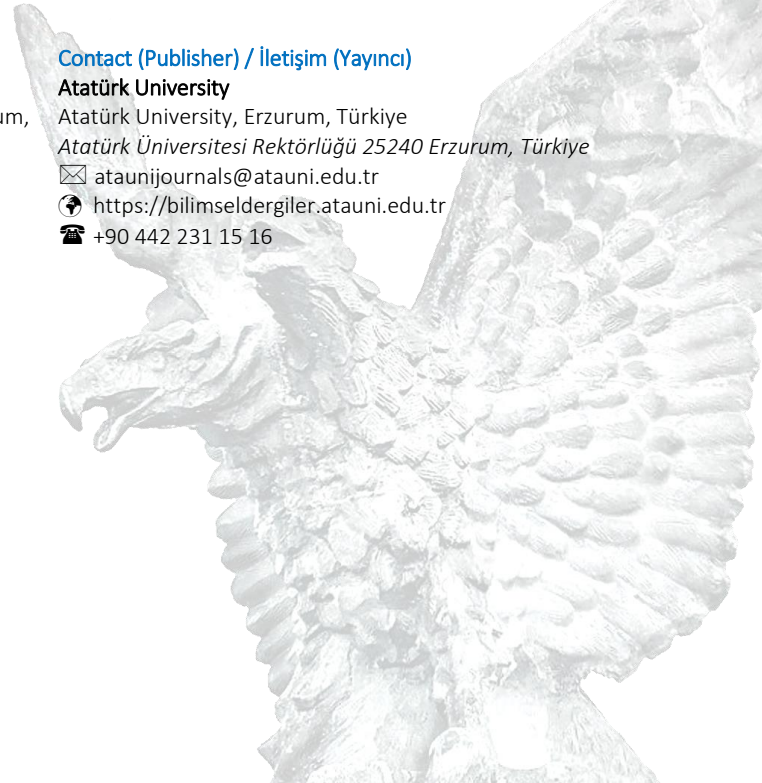 Contact (Publisher) / İletişim (Yayıncı)
Atatürk University
um,
Atatürk University, Erzurum, Türkiye
Atatürk Üniversitesi Rektörlüğü 25240 Erzurum, Türkiye
ataunijournals@atauni.edu.tr
https://bilimseldergiler.atauni.edu.tr
+90 442 231 15 16